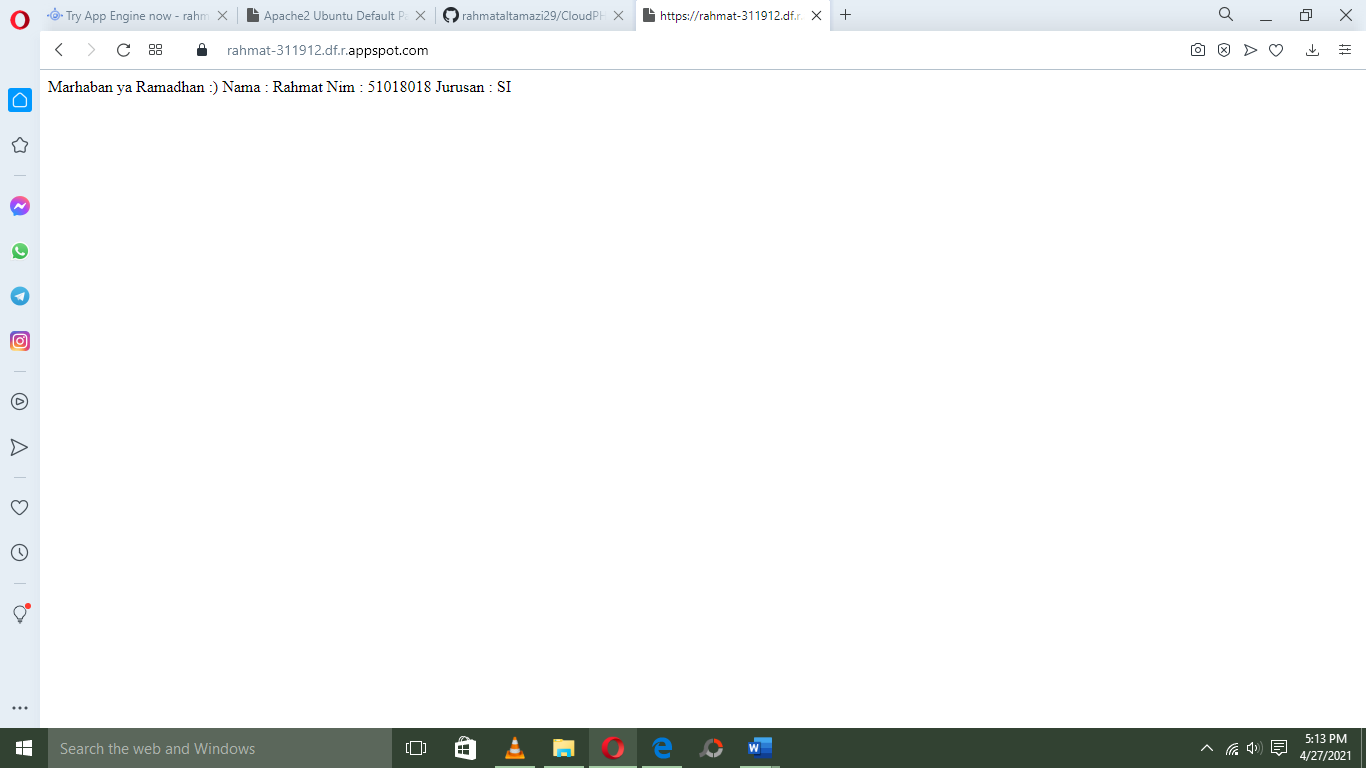 Try App Engine now - rahm
Apache2 Ubuntu Default Pa
rahmataltamazi29/CloudPH
https://rahmat-311912.df.r.
rahmat-311912.df.r.appspot.com
Marhaban ya Ramadhan :) Nama : Rahmat Nim : 51018018 Jurusan : SI
Search the web and Windows
5:13 PM
4/27/2021